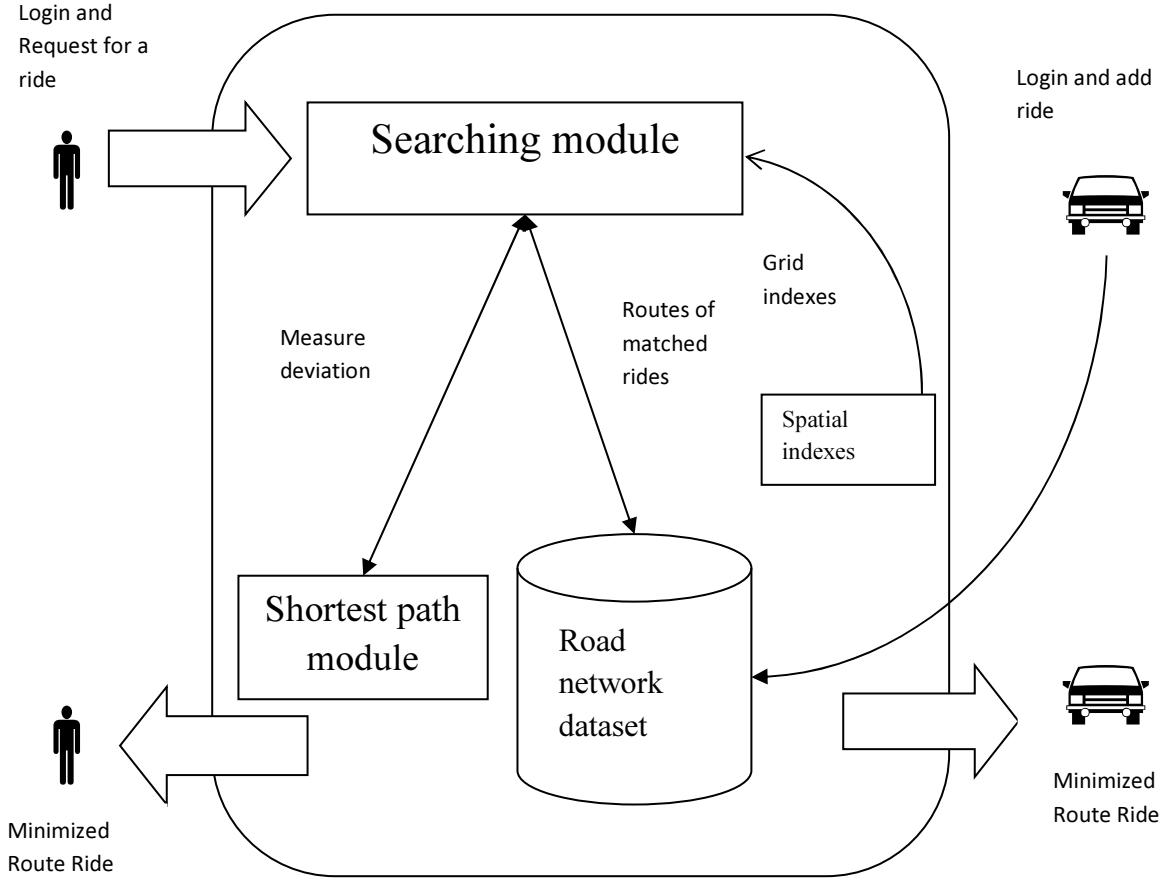 Login and
Request for a
ride
Login and add
ride
Searching module
Grid
indexes
Routes of
matched
rides
Measure
deviation
Spatial
indexes
Shortest path
module
Road
network
dataset
Minimized
Route Ride
Minimized
Route Ride